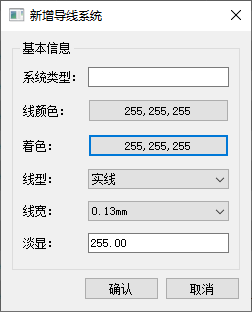 新增导线系统
基本信息
系统类型：
线颜色： 255,255,255
着色： 255,255,255
线型： 实线
线宽： 0.13mm
淡显： 255.00
确认 取消